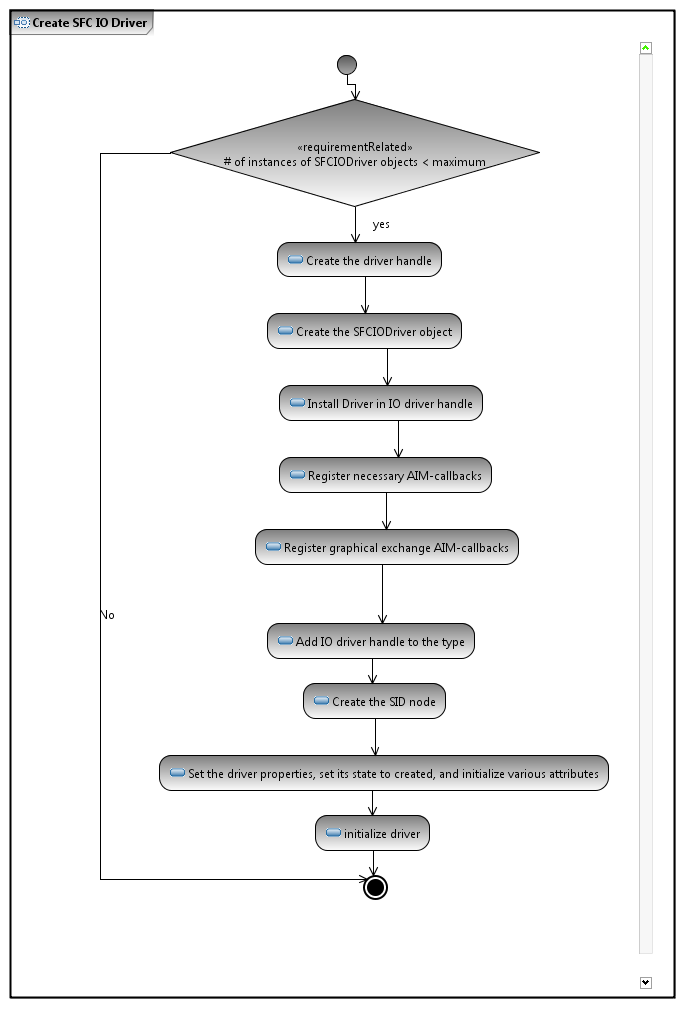 Create SFC IO Driver
«requirementRelated»
# of instances of SFCIODriver objects < maximum
yes
Create the driver handle
Create the SFCIODriver object
Install Driver in IO driver handle
Register necessary AIM-callbacks
Register graphical exchange AIM-callbacks
No
Add IO driver handle to the type
Create the SID node
Set the driver properties, set its state to created, and initialize various attributes
initialize driver